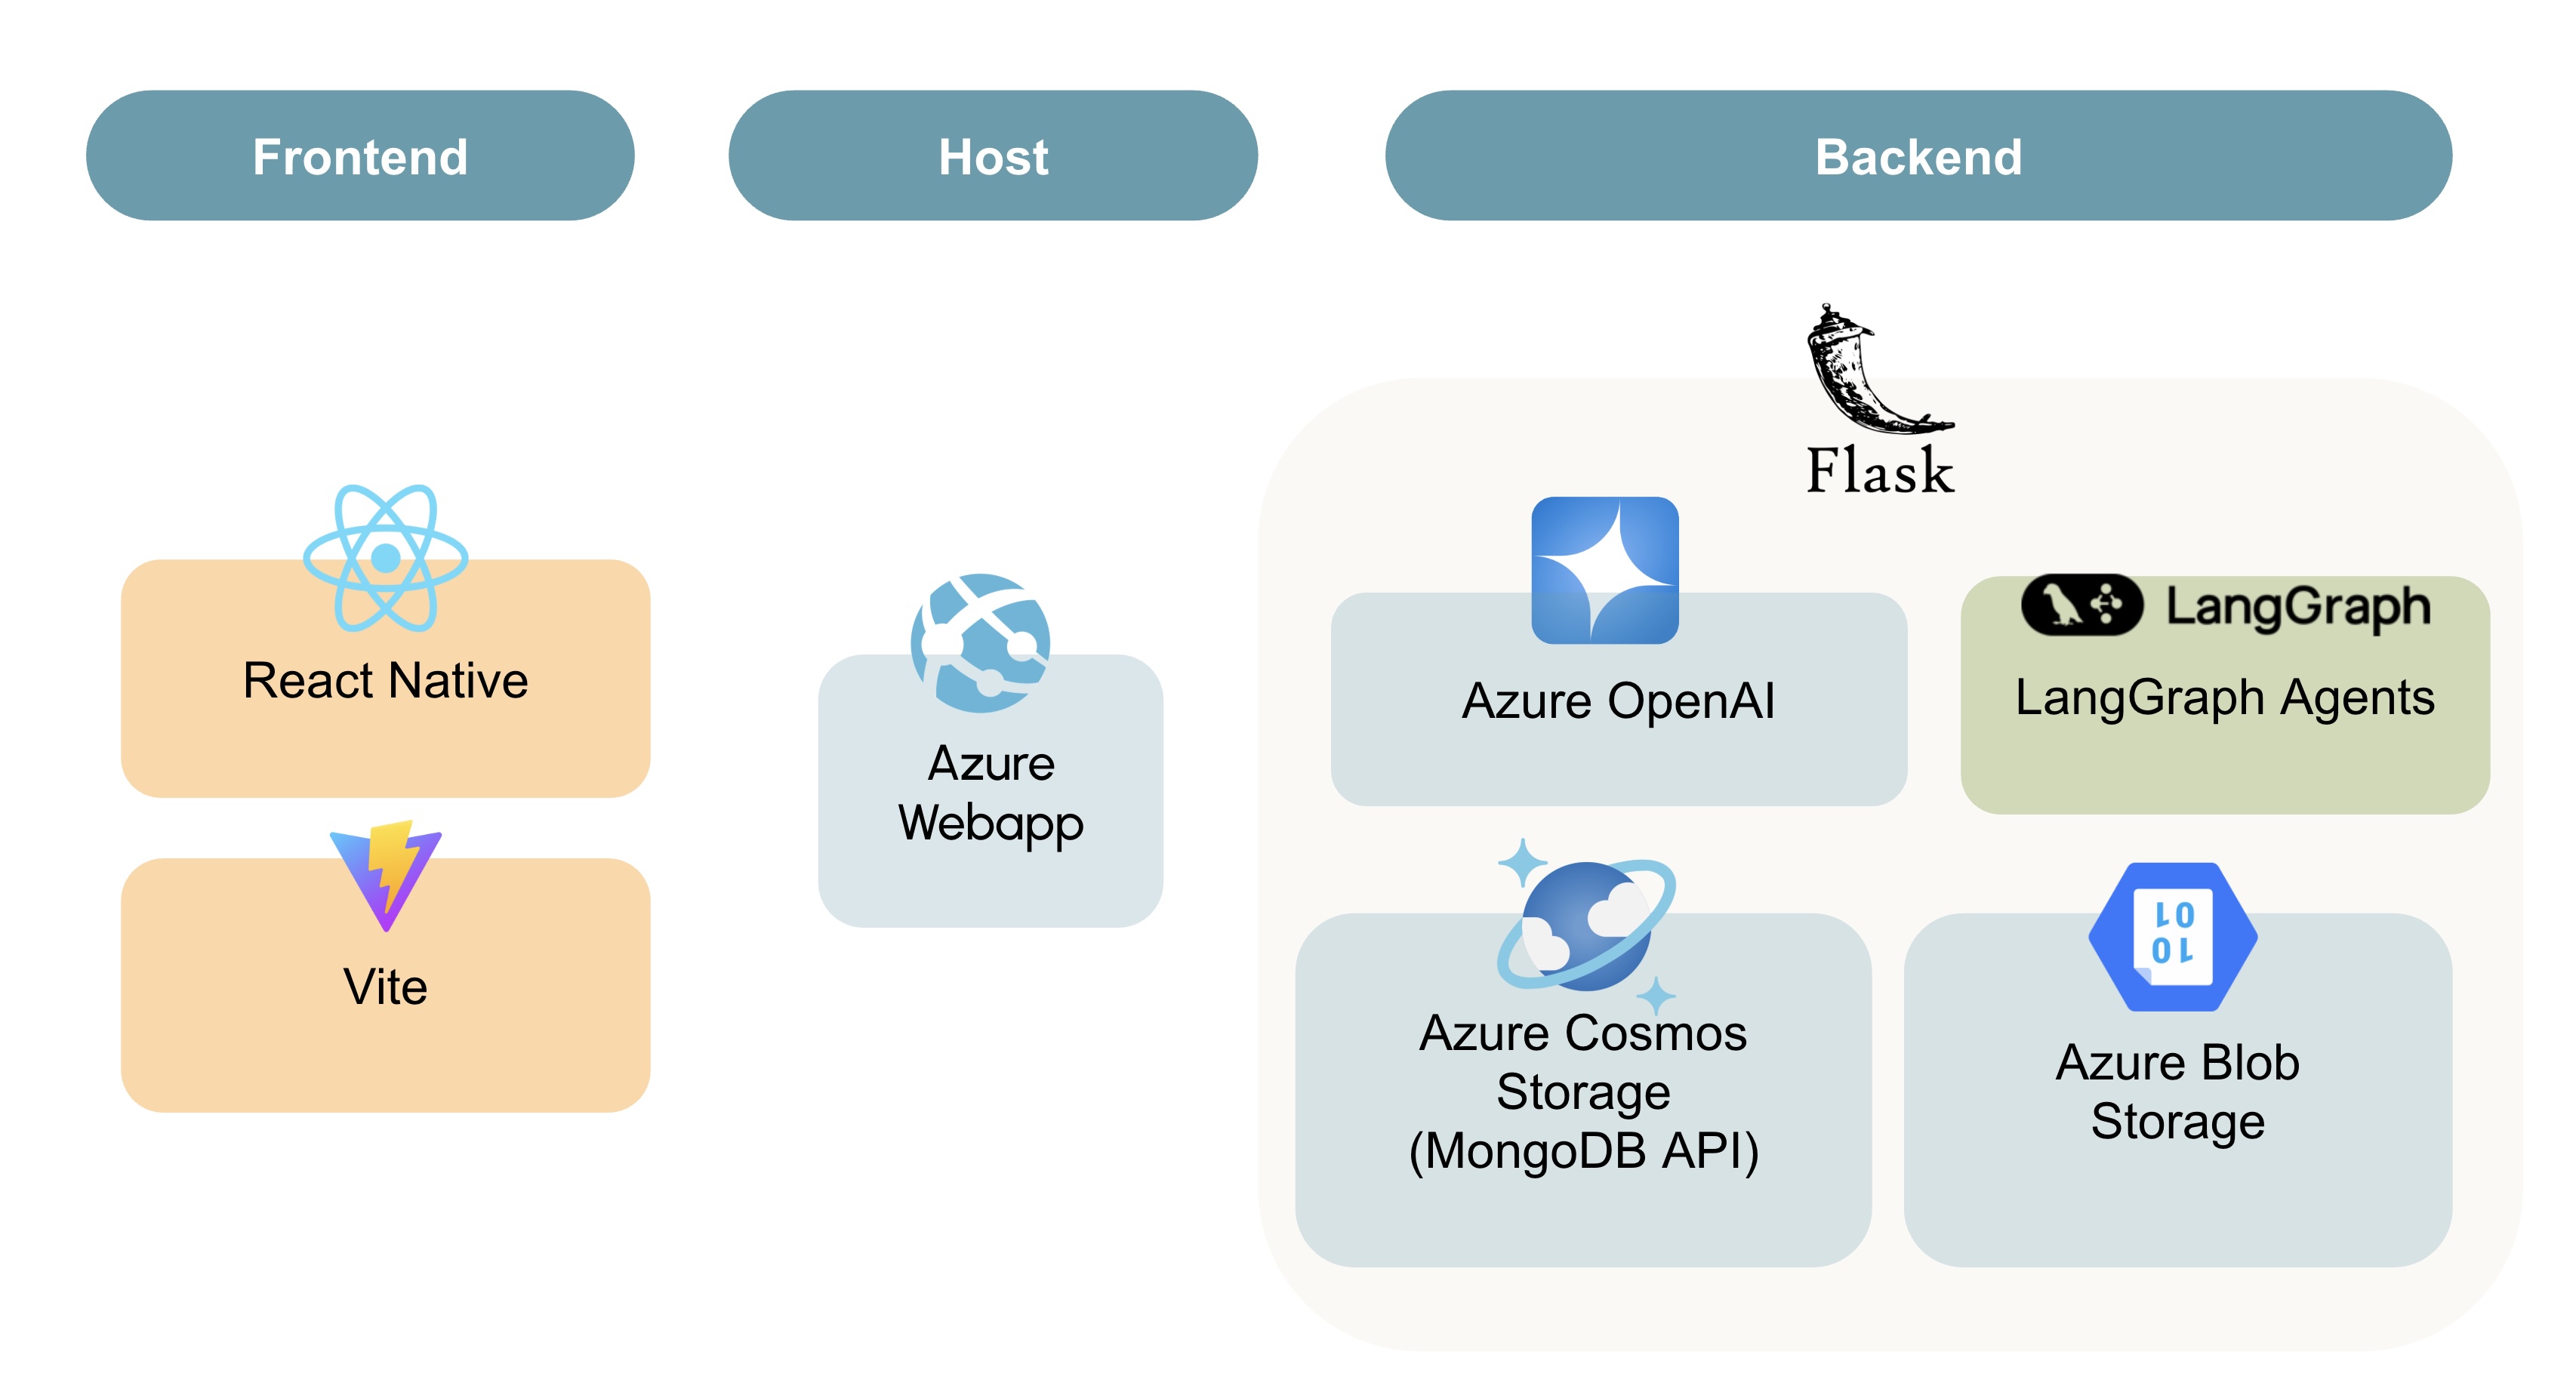 Frontend
Host
Backend
Flask
React Native
Vite
Azure
Webapp
Azure OpenAI
LangGraph
LangGraph Agents
Azure Cosmos
Storage
(MongoDB API)
10
01
Azure Blob
Storage